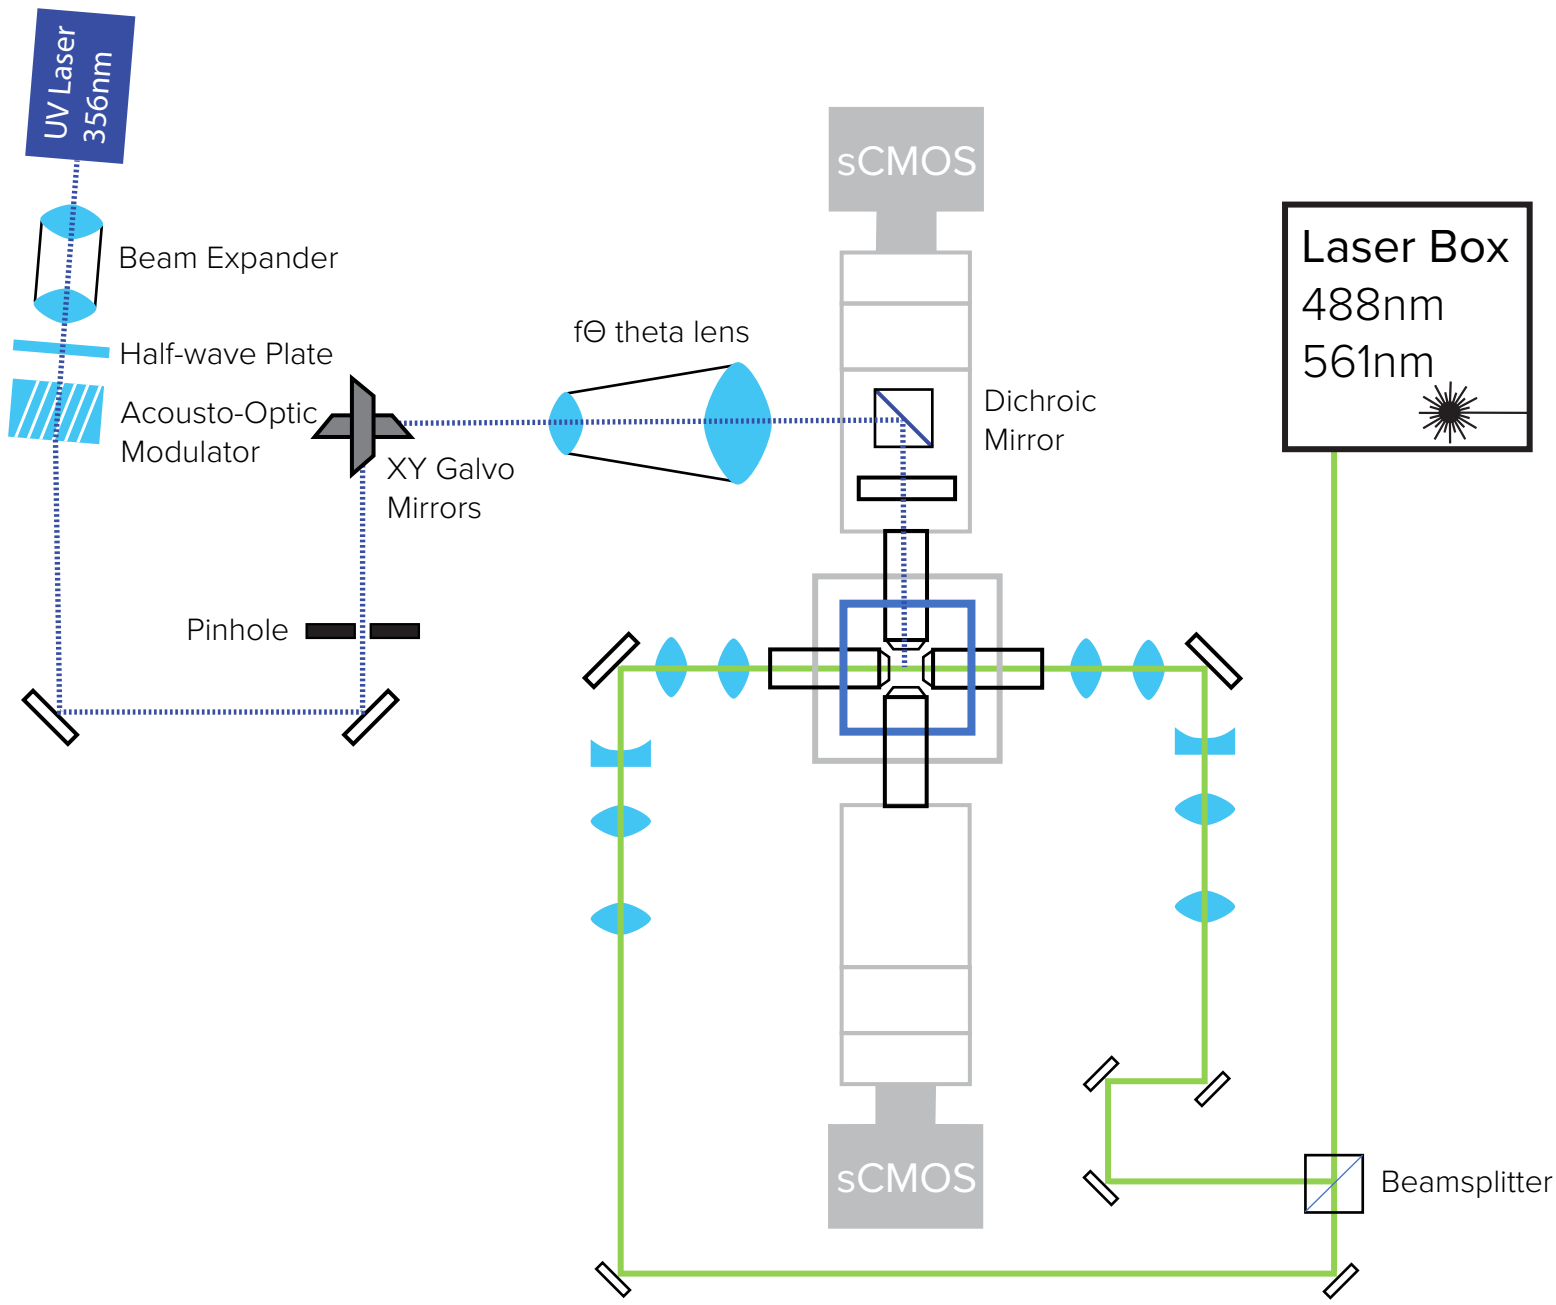 UV Laser
356nm
Beam Expander
Half-wave Plate
Acousto-Optic
Modulator
XY Galvo
Mirrors
Pinhole
fΘ theta lens
sCMOS
Dichroic
Mirror
Laser Box
488nm
561nm
sCMOS
Beamsplitter